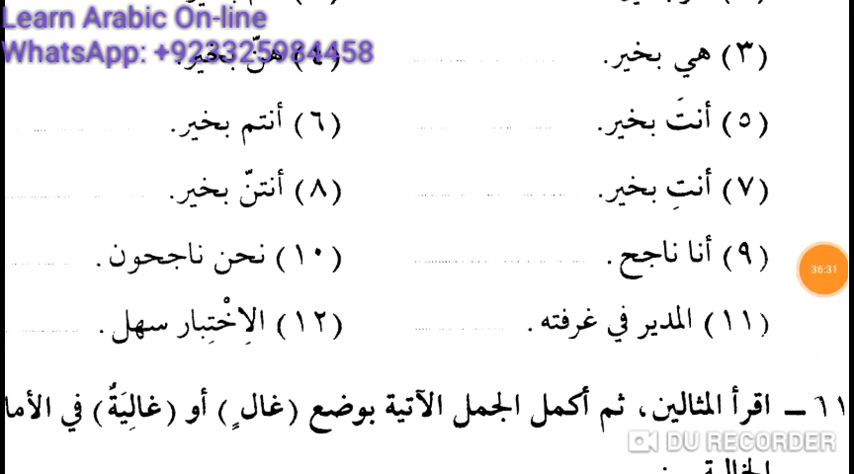 Learn Arabic On-line
WhatsApp: +923325984458
(٣) هي بخير. (٤) هنّ بخير.
(٥) أنتَ بخير. (٦) أنتم بخير.
(٧) أنتِ بخير. (٨) أنتنّ بخير.
(٩) أنا ناجح. (١٠) نحن ناجحون.
36:31
(١١) المدير في غرفته. (١٢) الاِخْتِبار سهل.
١١ – اقرأ المثالين، ثم أكمل الجمل الآتية بوضع (غالٍ) أو (غالِيَةٌ) في الأما
DU RECORDER